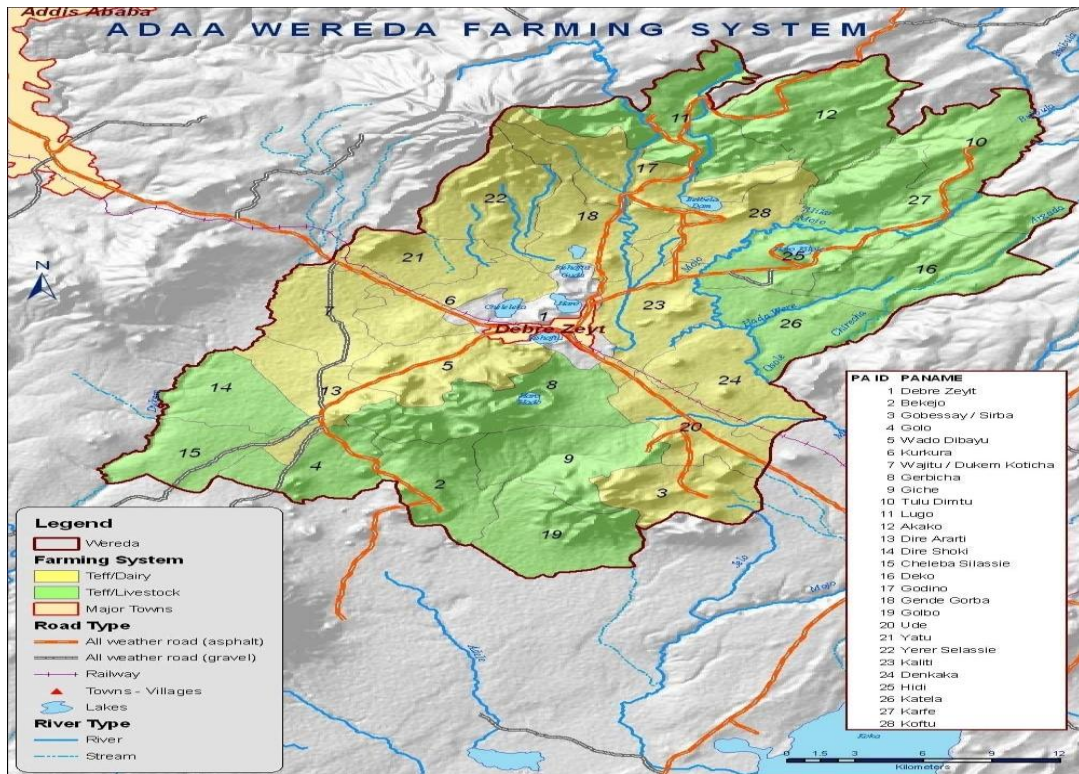 Addis Ababa
ADAA WEREDA FARMING SYSTEM
11
12
10
17
22
18
28
27
Mojo
21
25
16
6
Mojo
23
1
Debre Zeyt
26
7
5
24
14
13
8
20
15
4
9
2
3
19
N
Mojo
PA ID PANAME
1 Debre Zeyit
2 Bekejo
3 Gobessay / Sirba
4 Golo
5 Wado Dibayu
6 Kurkura
7 Wajitu / Dukem Koticha
8 Gerbicha
9 Giche
10 Tulu Dimtu
11 Lugo
12 Akako
13 Dire Ararti
14 Dire Shoki
15 Cheleba Silassie
16 Deko
17 Godino
18 Gende Gorba
19 Golbo
20 Ude
21 Yatu
22 Yerer Selassie
23 Kaliti
24 Denkaka
25 Hidi
26 Katela
27 Karfe
28 Koftu
Legend
Wereda
Farming System
Teff/Dairy
Teff/Livestock
Major Towns
Road Type
All weather road (asphalt)
All weather road (gravel)
Railway
Towns - Villages
Lakes
River Type
River
Stream
0 1.5 3 6 9 12
Kilometers